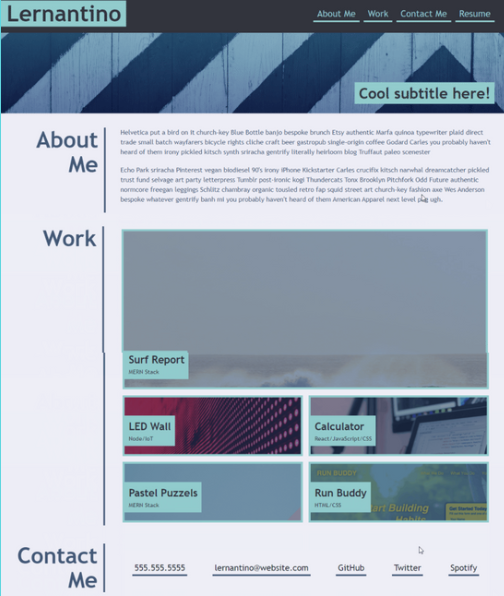 Lernantino
About Me Work Contact Me Resume
Cool subtitle here!
About
Me
Helvetica put a bird on it church-key Blue Bottle banjo bespoke brunch Etsy authentic Marfa quinoa typewriter plaid direct
trade small batch wayfarers bicycle rights cliche craft beer gastropub single-origin coffee Godard Carles you probably haven't
heard of them irony pickled kitsch synth sriracha gentrify literally heirloom blog Truffaut paleo scenester
Echo Park sriracha Pinterest vegan biodiesel 90's irony iPhone Kickstarter Carles crucifix kitsch narwhal dreamcatcher mickel
trust fund selvage art party letterpress Tumblr post-ironic kogi Thundercats Tonx Brooklyn Pitchfork Odd Future authentic
normcore freegan leggings Schlitz chambray organic tousled retro fap squid street art church-key fashion axe Wes Anderson
bespoke whatever gentrify banh mi you probably haven't heard of them American Apparel next level pug ugh.
Work
Surf Report
MERN Stack
LED Wall
Node/IoT
Calculator
React/JavaScript/CSS
Pastel Puzzels
MERN Stack
RUN BUDDY
Run Buddy
HTML/CSS
art Building
Habits
Contact
Me
555.555.5555 lernantino@website.com GitHub Twitter Spotify